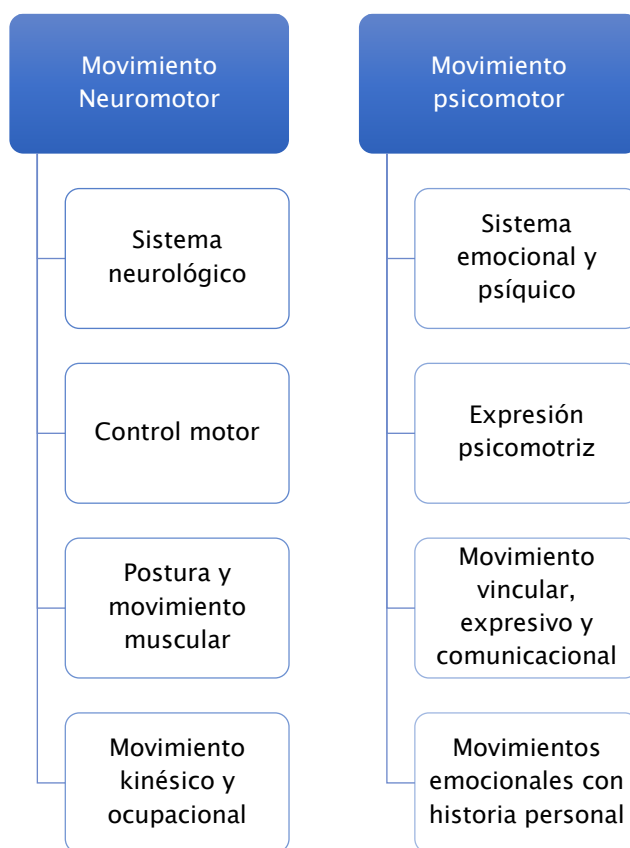 Movimiento
Neuromotor
Sistema
neurológico
Control motor
Postura y
movimiento
muscular
Movimiento
kinésico y
ocupacional
Movimiento
psicomotor
Sistema
emocional y
psíquico
Expresión
psicomotriz
Movimiento
vincular,
expresivo y
comunicacional
Movimientos
emocionales con
historia personal